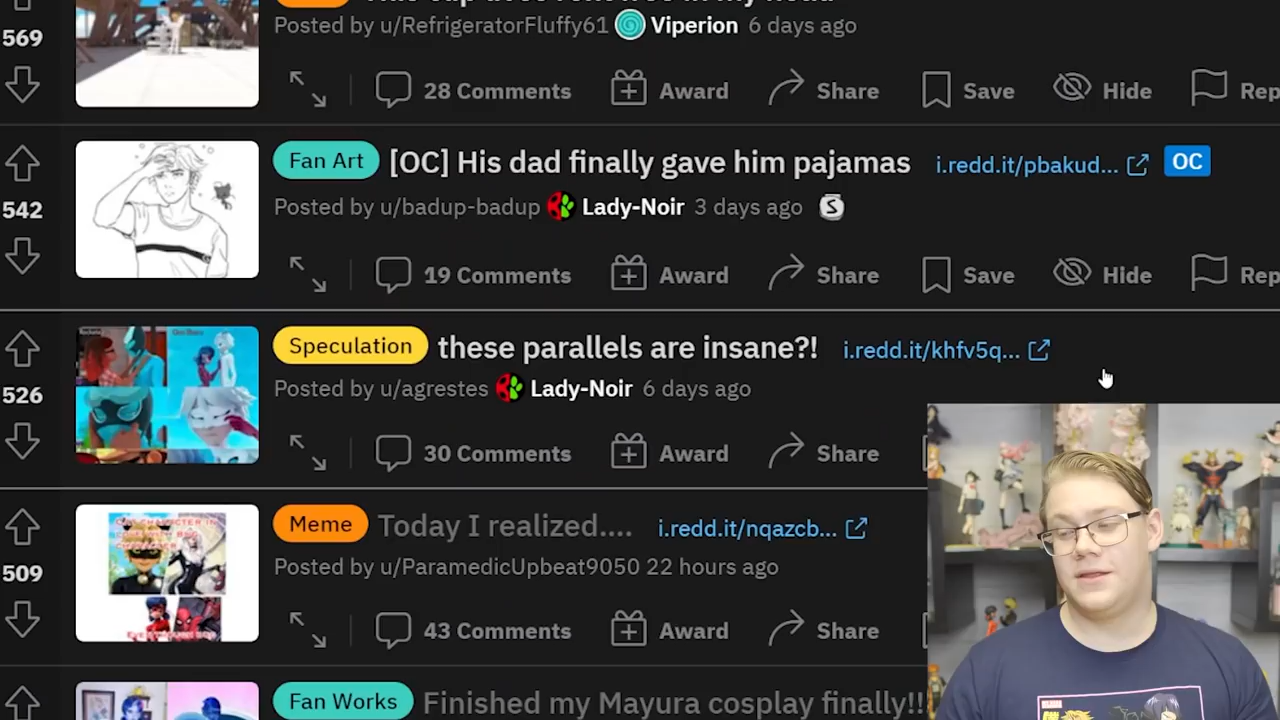 569
Posted by u/RefrigeratorFluffy61 Viperion 6 days ago
28 Comments Award Share Save Hide Rep
Fan Art [OC] His dad finally gave him pajamas i.redd.it/pbakud... OC
542
Posted by u/badup-badup Lady-Noir 3 days ago S
19 Comments Award Share Save Hide Rep
Speculation these parallels are insane?! i.redd.it/khfv5q...
526
Posted by u/agrestes Lady-Noir 6 days ago
30 Comments Award Share
Meme Today I realized.... i.redd.it/nqazcb...
509
Posted by u/ParamedicUpbeat9050 22 hours ago
43 Comments Award Share
Fan Works Finished my Mayura cosplay finally!!